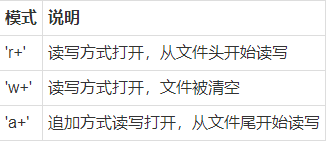 模式 说明
'r+' 读写方式打开，从文件头开始读写
'w+' 读写方式打开，文件被清空
'a+' 追加方式读写打开，从文件尾开始读写